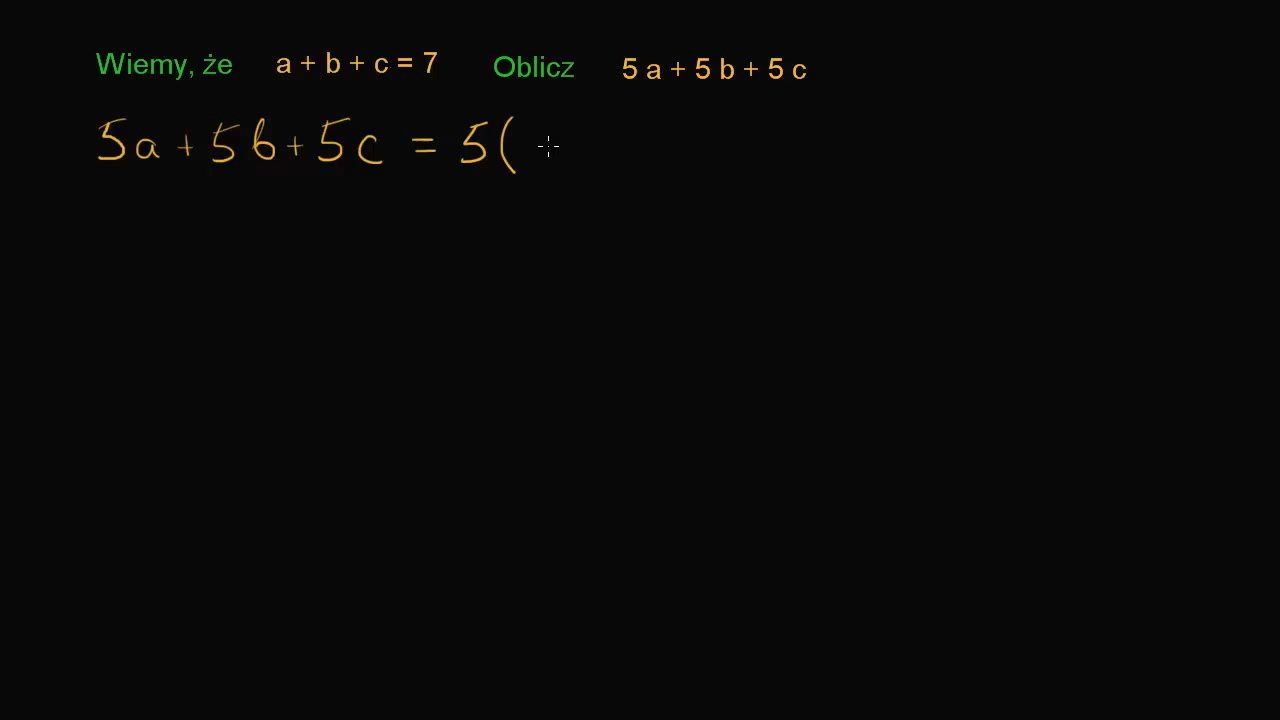 Wiemy, że a + b + c = 7 Oblicz 5 a + 5 b + 5 c
5a + 5b + 5c = 5(